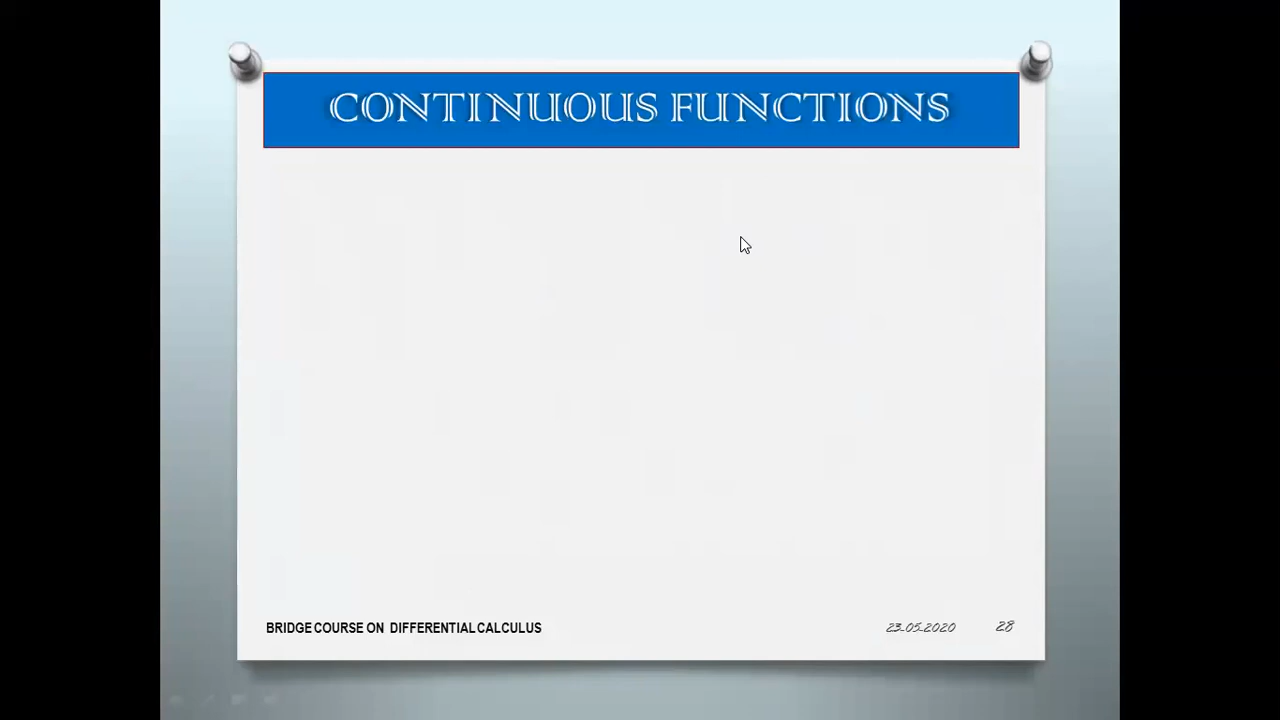 CONTINUOUS FUNCTIONS
BRIDGE COURSE ON DIFFERENTIAL CALCULUS 23.05.2020 28